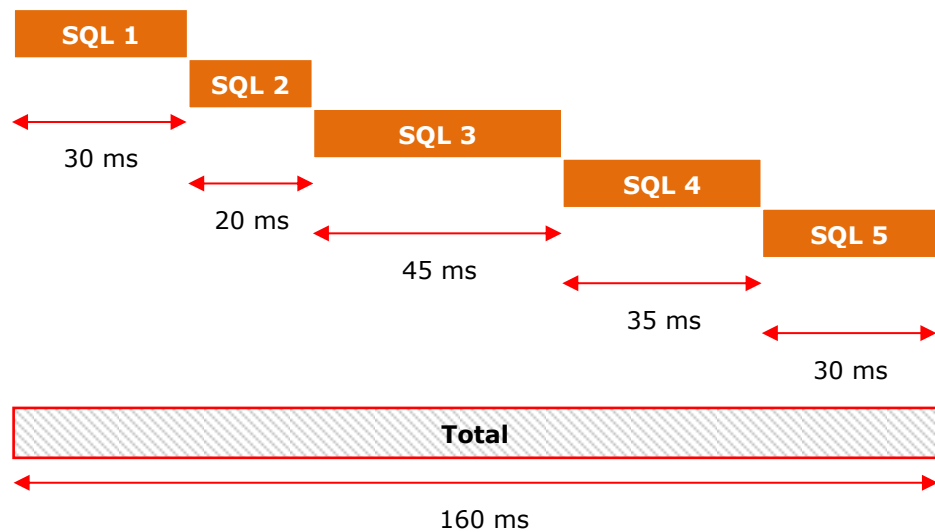 SQL 1
SQL 2
30 ms
SQL 3
20 ms
SQL 4
45 ms
SQL 5
35 ms
30 ms
Total
160 ms